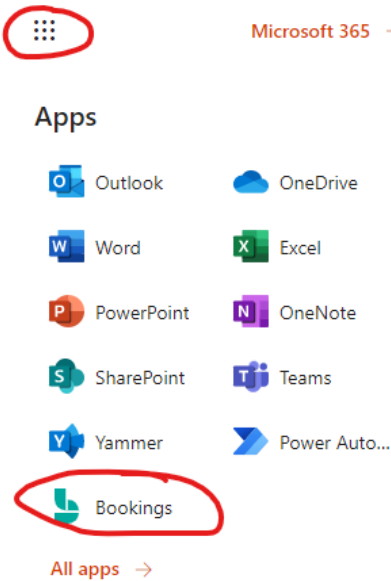 Microsoft 365
Apps
Outlook OneDrive
Word Excel
PowerPoint OneNote
SharePoint Teams
Yammer Power Auto...
Bookings
All apps